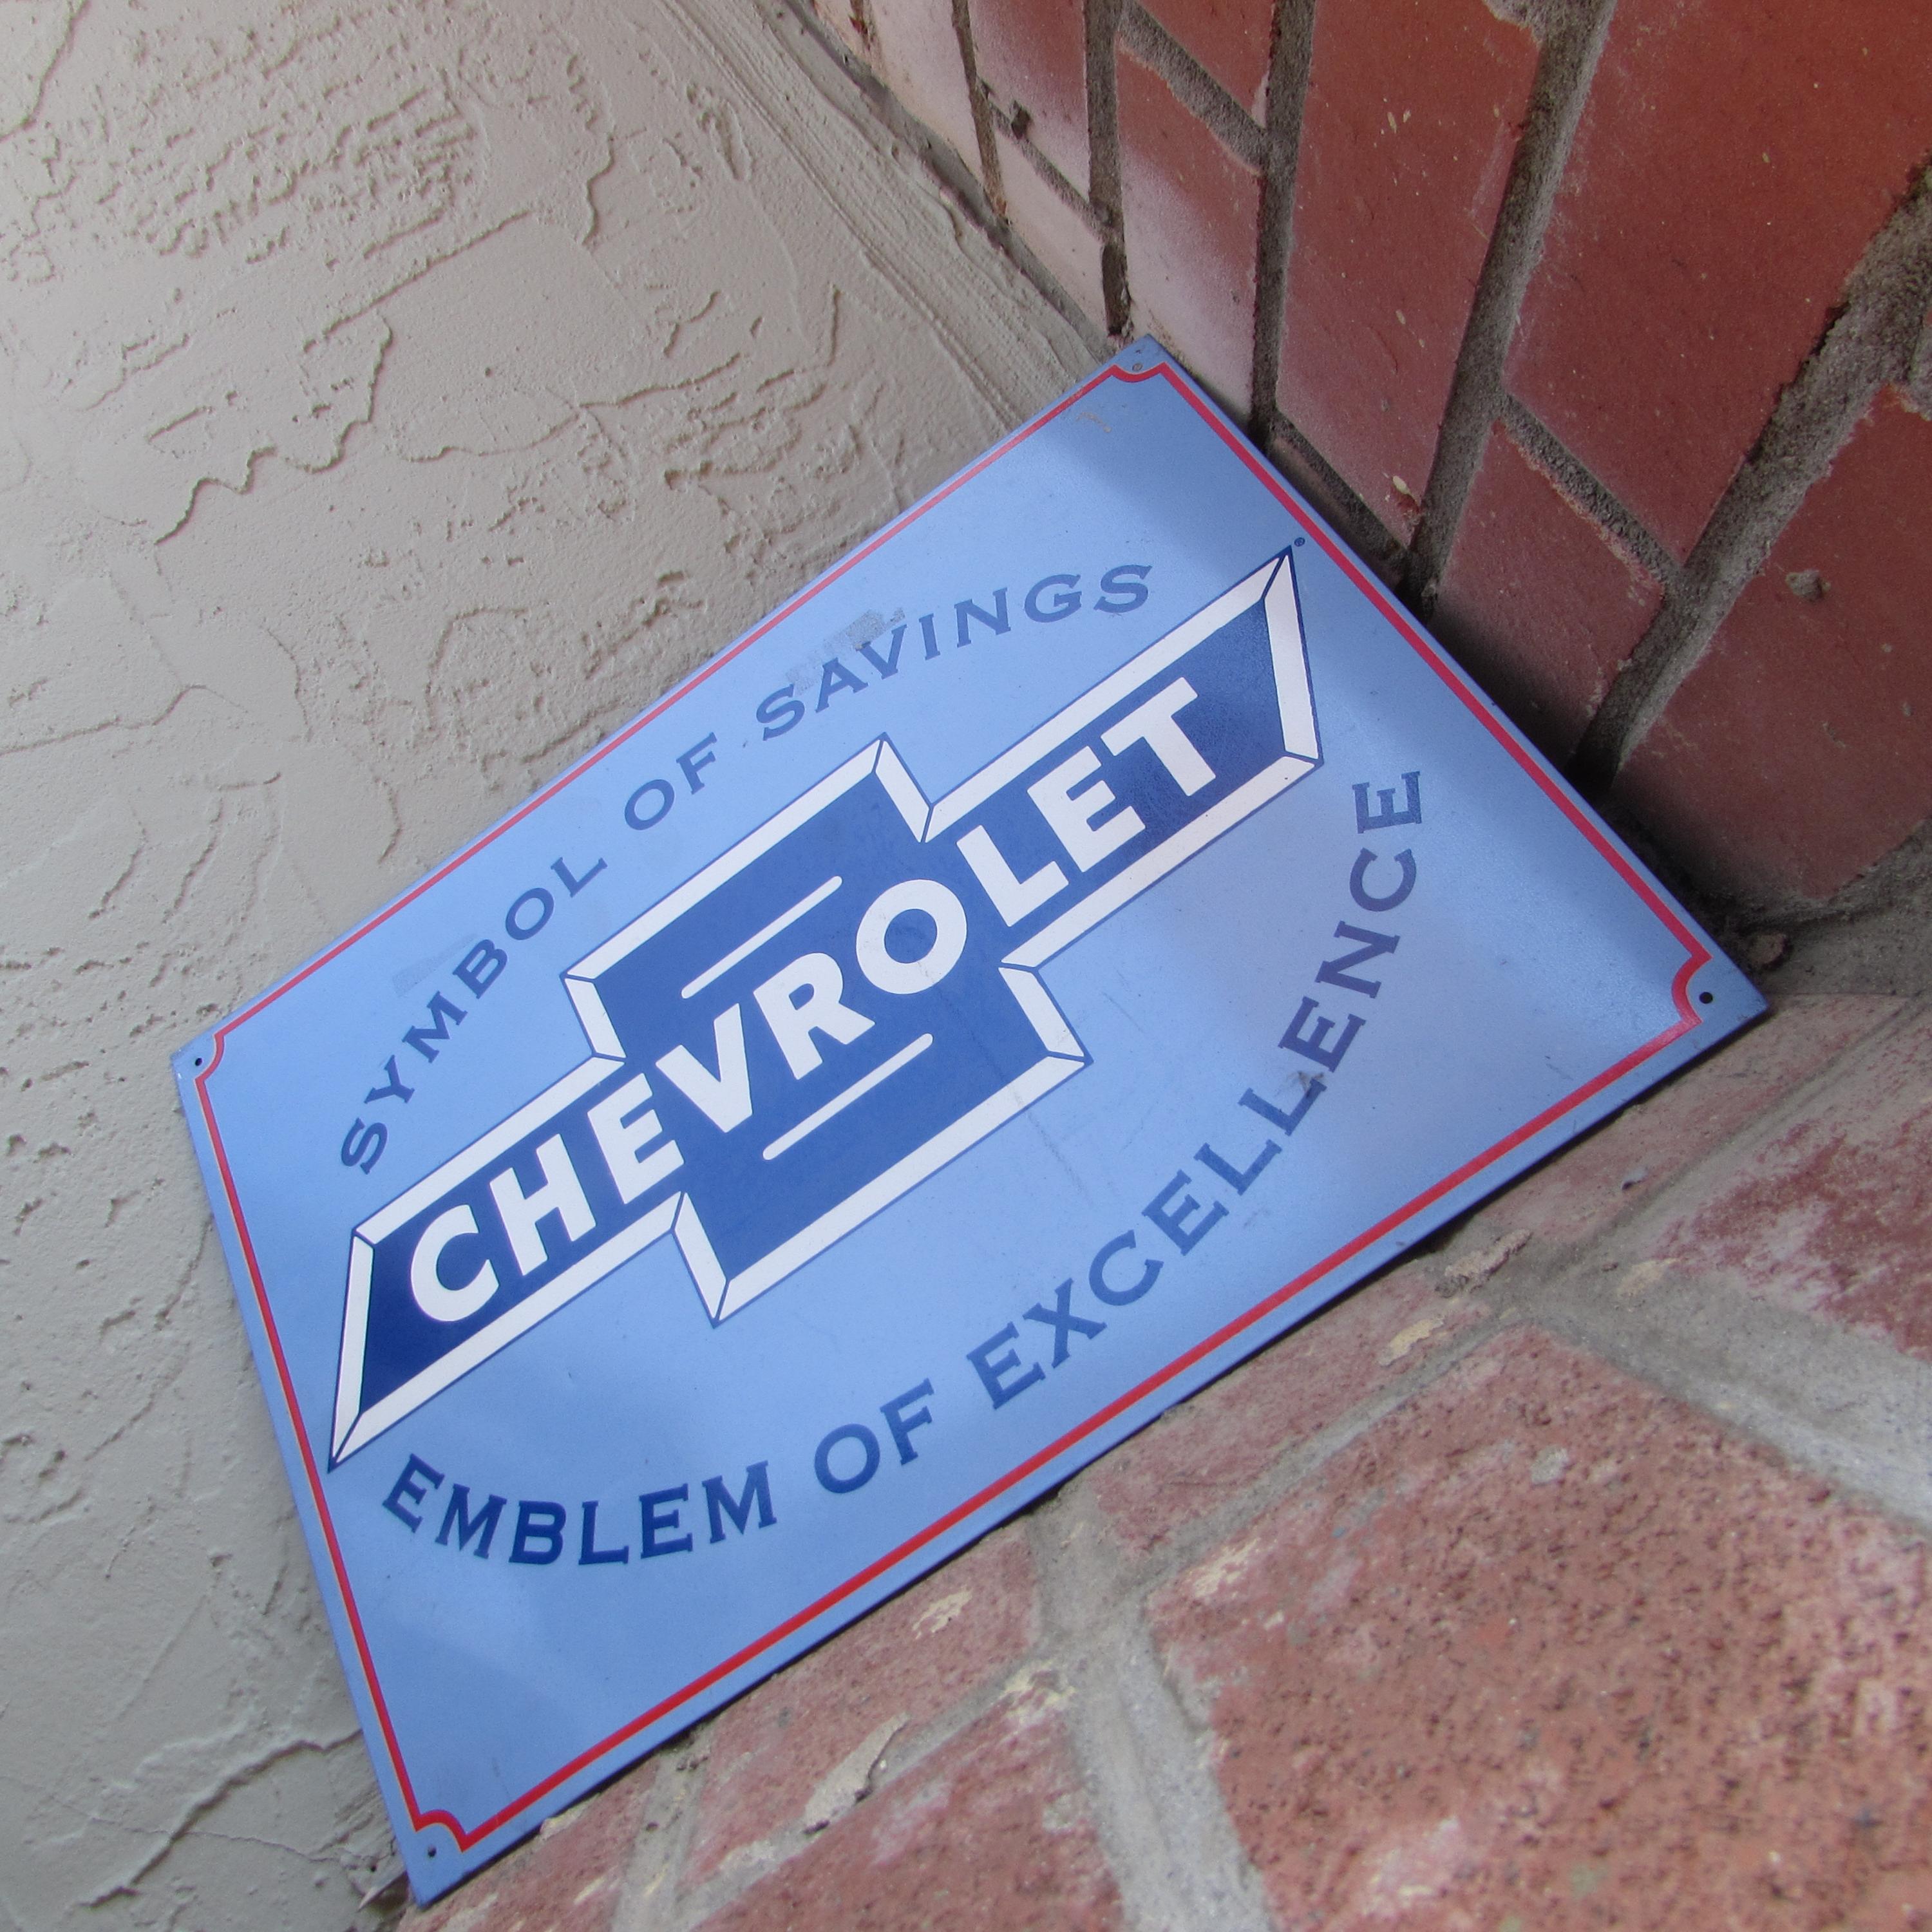 SYMBOL OF SAVINGS
CHEVROLET
EMBLEM OF EXCELLENCE